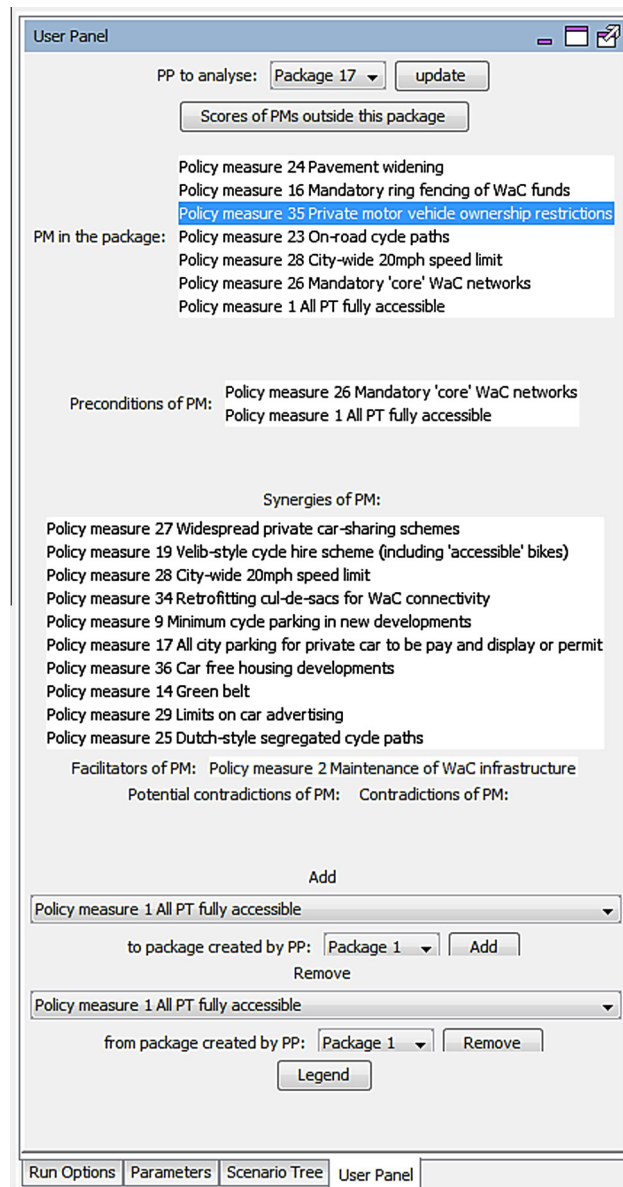 User Panel
PP to analyse: Package 17 update
Scores of PMs outside this package
Policy measure 24 Pavement widening
Policy measure 16 Mandatory ring fencing of WaC funds
Policy measure 35 Private motor vehicle ownership restrictions
PM in the package: Policy measure 23 On-road cycle paths
Policy measure 28 City-wide 20mph speed limit
Policy measure 26 Mandatory 'core' WaC networks
Policy measure 1 All PT fully accessible
Preconditions of PM: Policy measure 26 Mandatory 'core' WaC networks
Policy measure 1 All PT fully accessible
Synergies of PM:
Policy measure 27 Widespread private car-sharing schemes
Policy measure 19 Velib-style cycle hire scheme (including 'accessible' bikes)
Policy measure 28 City-wide 20mph speed limit
Policy measure 34 Retrofitting cul-de-sacs for WaC connectivity
Policy measure 9 Minimum cycle parking in new developments
Policy measure 17 All city parking for private car to be pay and display or permit
Policy measure 36 Car free housing developments
Policy measure 14 Green belt
Policy measure 29 Limits on car advertising
Policy measure 25 Dutch-style segregated cycle paths
Facilitators of PM: Policy measure 2 Maintenance of WaC infrastructure
Potential contradictions of PM: Contradictions of PM:
Add
Policy measure 1 All PT fully accessible
to package created by PP: Package 1 Add
Remove
Policy measure 1 All PT fully accessible
from package created by PP: Package 1 Remove
Legend
Run Options Parameters Scenario Tree User Panel